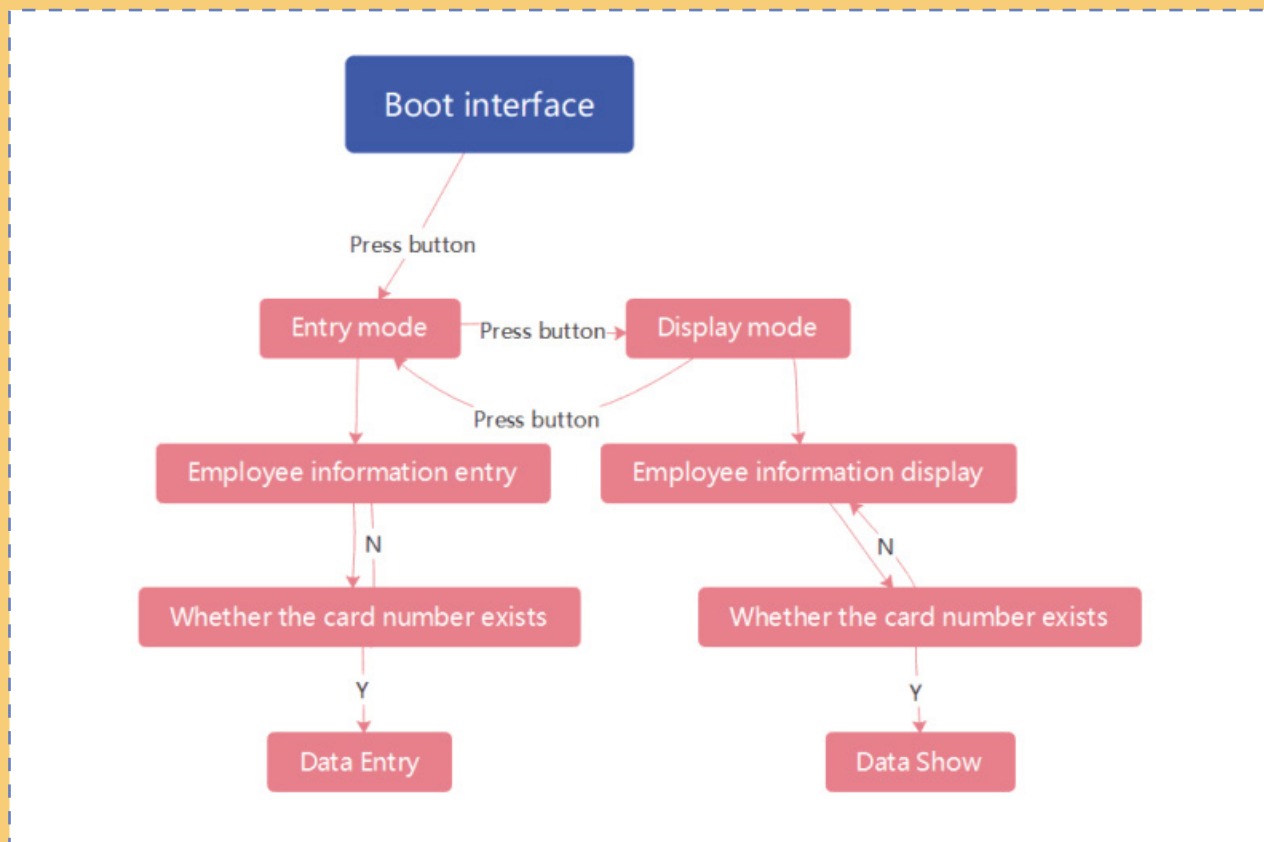 Boot interface
Press button
Entry mode
Press button
Display mode
Press button
Employee information entry
Employee information display
N
N
Whether the card number exists
Whether the card number exists
Y
Y
Data Entry
Data Show